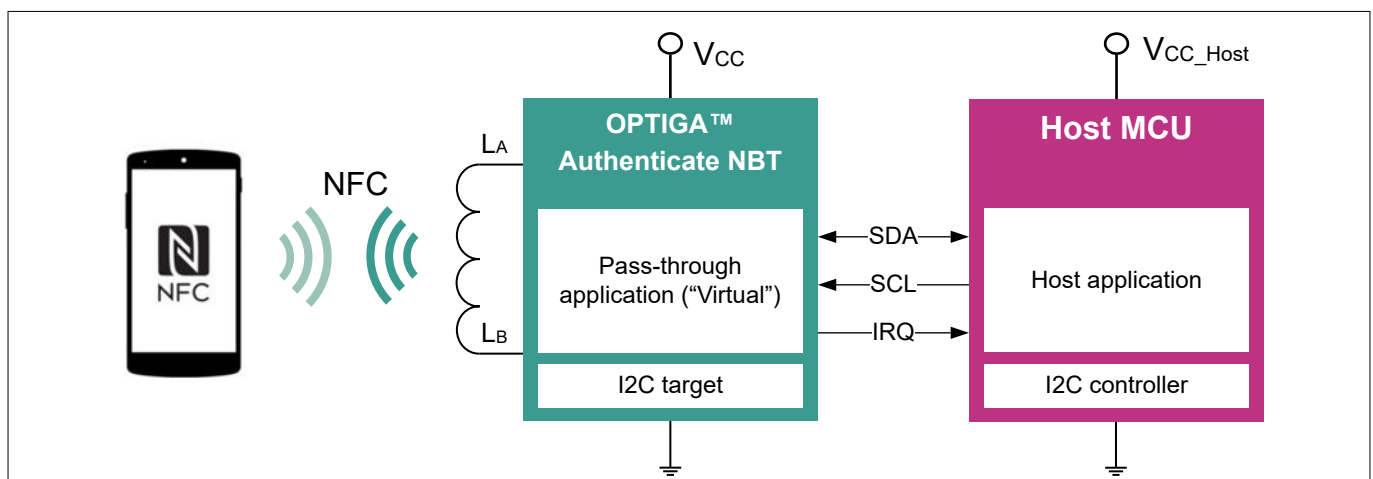 VCC
VCC_Host
OPTIGA™
Authenticate NBT
Host MCU
LA
NFC
NFC
SDA
Pass-through
application (“Virtual”)
SCL
Host application
LB
IRQ
I2C target
I2C controller